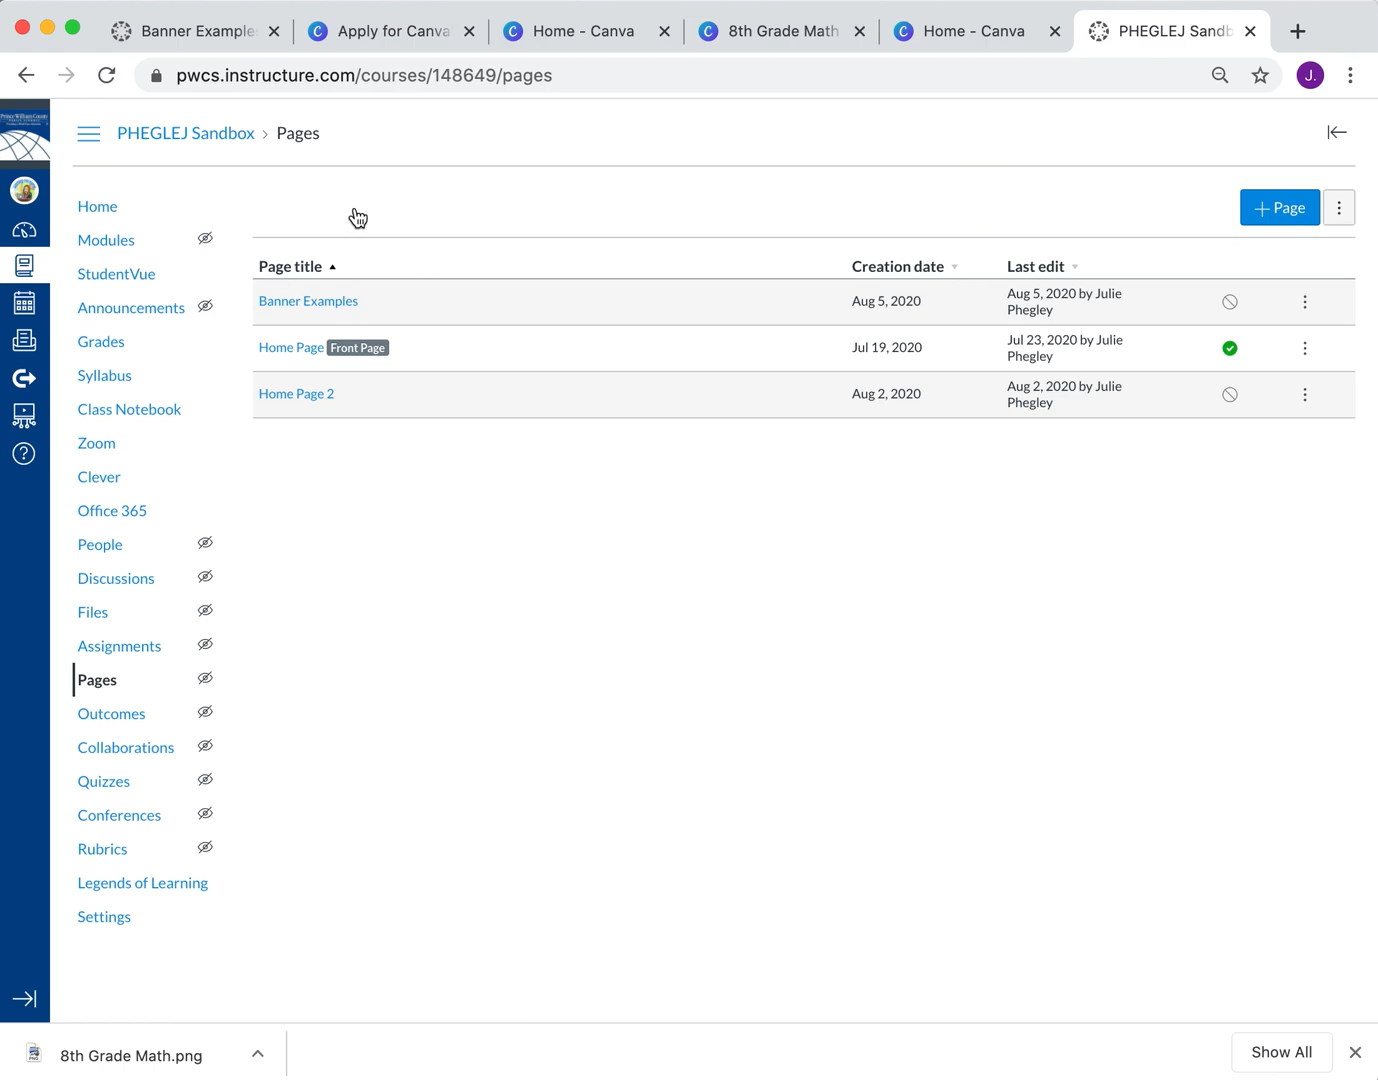 Banner Examples
Apply for Canva
Home - Canva
8th Grade Math
Home - Canva
PHEGLEJ Sandb
pwcs.instructure.com/courses/148649/pages
J.
Prince William County
PHEGLEJ Sandbox > Pages
Home
Modules
StudentVue
Announcements
Grades
Syllabus
Class Notebook
Zoom
Clever
Office 365
People
Discussions
Files
Assignments
Pages
Outcomes
Collaborations
Quizzes
Conferences
Rubrics
Legends of Learning
Settings
+ Page
Page title Creation date Last edit
Banner Examples Aug 5, 2020 Aug 5, 2020 by Julie
Phegley
Home Page Front Page Jul 19, 2020 Jul 23, 2020 by Julie
Phegley
Home Page 2 Aug 2, 2020 Aug 2, 2020 by Julie
Phegley
8th Grade Math.png
Show All